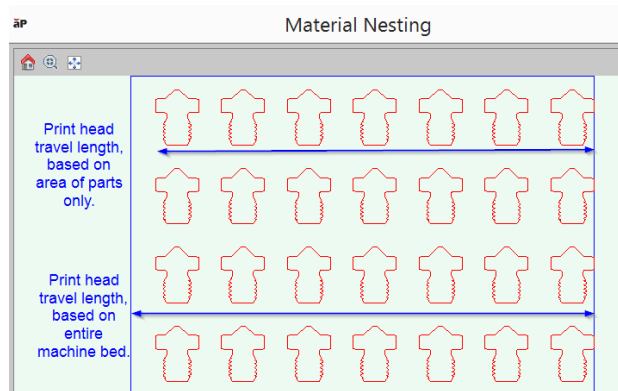 āP
Material Nesting
Print head
travel length,
based on
area of parts
only.
Print head
travel length,
based on
entire
machine bed.